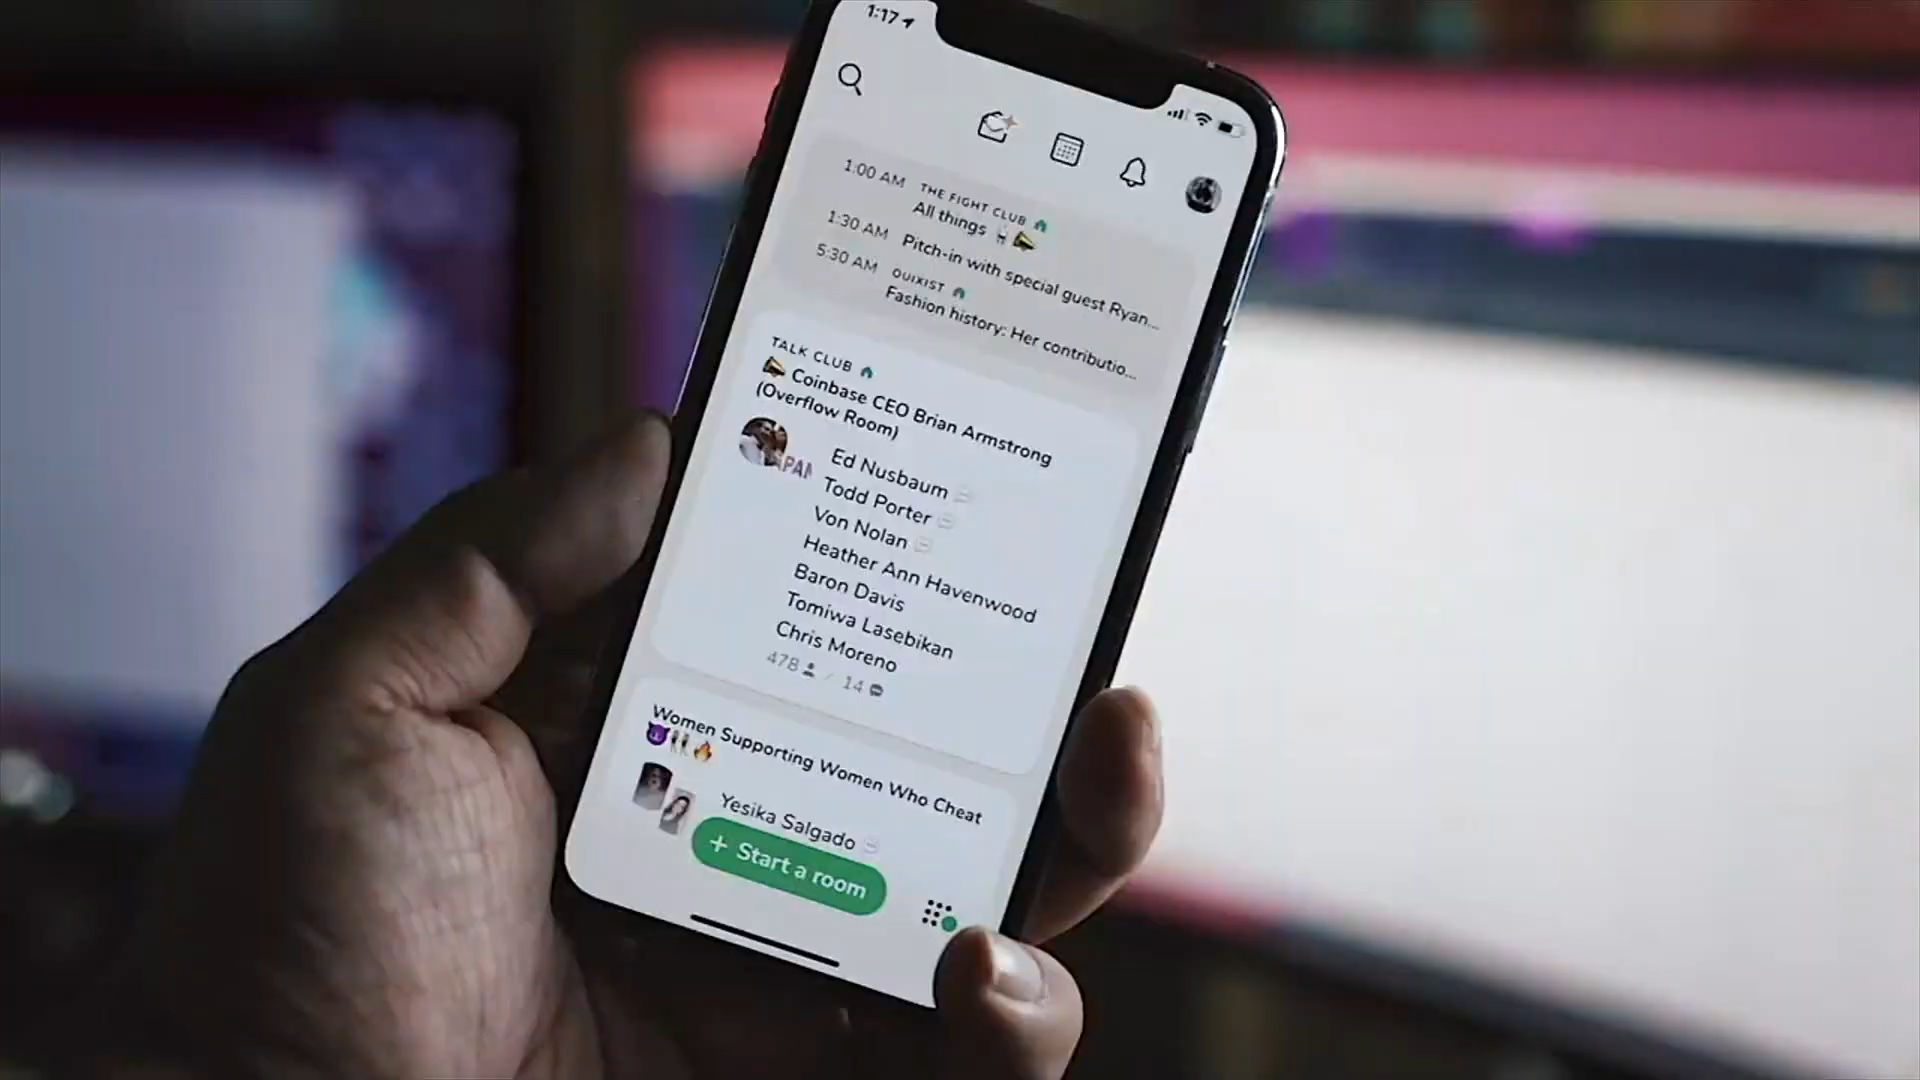 1:17
1:00 AM THE FIGHT CLUB
All things
1:30 AM Pitch-in with special guest Ryan...
5:30 AM OUIXIST
Fashion history: Her contributio...
TALK CLUB
Coinbase CEO Brian Armstrong
(Overflow Room)
Ed Nusbaum
Todd Porter
Von Nolan
Heather Ann Havenwood
Baron Davis
Tomiwa Lasebikan
Chris Moreno
478 / 14
Women Supporting Women Who Cheat
Yesika Salgado
+ Start a room